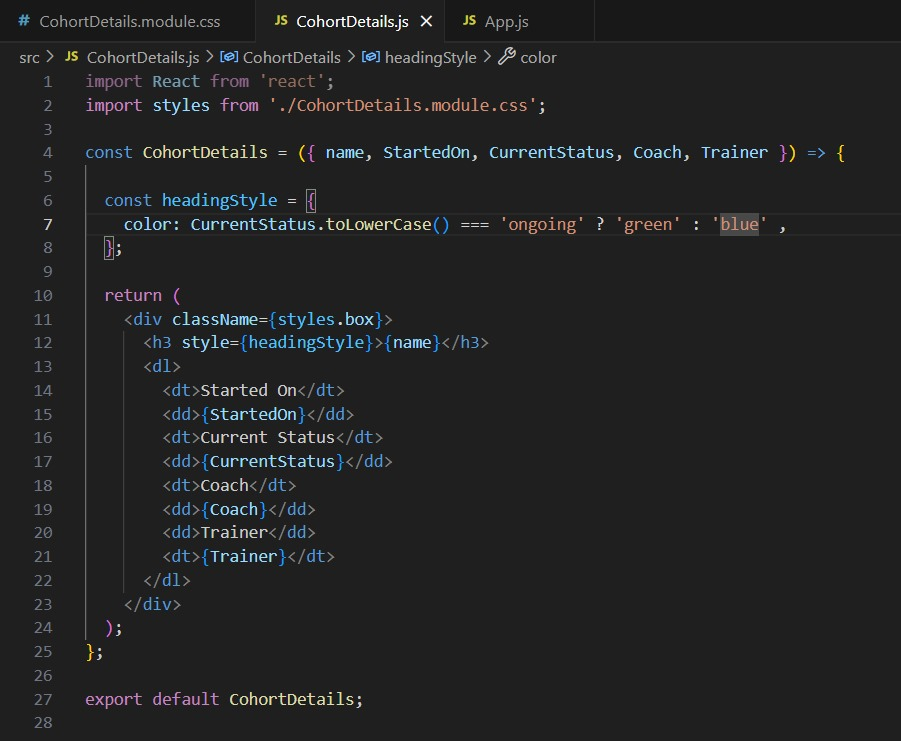 # CohortDetails.module.css JS CohortDetails.js × JS App.js
src > JS CohortDetails.js > CohortDetails > headingStyle > color
1 import React from 'react';
2 import styles from './CohortDetails.module.css';
3
4 const CohortDetails = ({ name, StartedOn, CurrentStatus, Coach, Trainer }) => {
5
6   const headingStyle = {
7     color: CurrentStatus.toLowerCase() === 'ongoing' ? 'green' : 'blue' ,
8   };
9
10   return (
11     <div className={styles.box}>
12       <h3 style={headingStyle}>{name}</h3>
13       <dl>
14         <dt>Started On</dt>
15         <dd>{StartedOn}</dd>
16         <dt>Current Status</dt>
17         <dd>{CurrentStatus}</dd>
18         <dt>Coach</dt>
19         <dd>{Coach}</dd>
20         <dd>Trainer</dd>
21         <dt>{Trainer}</dt>
22       </dl>
23     </div>
24   );
25 };
26
27 export default CohortDetails;
28